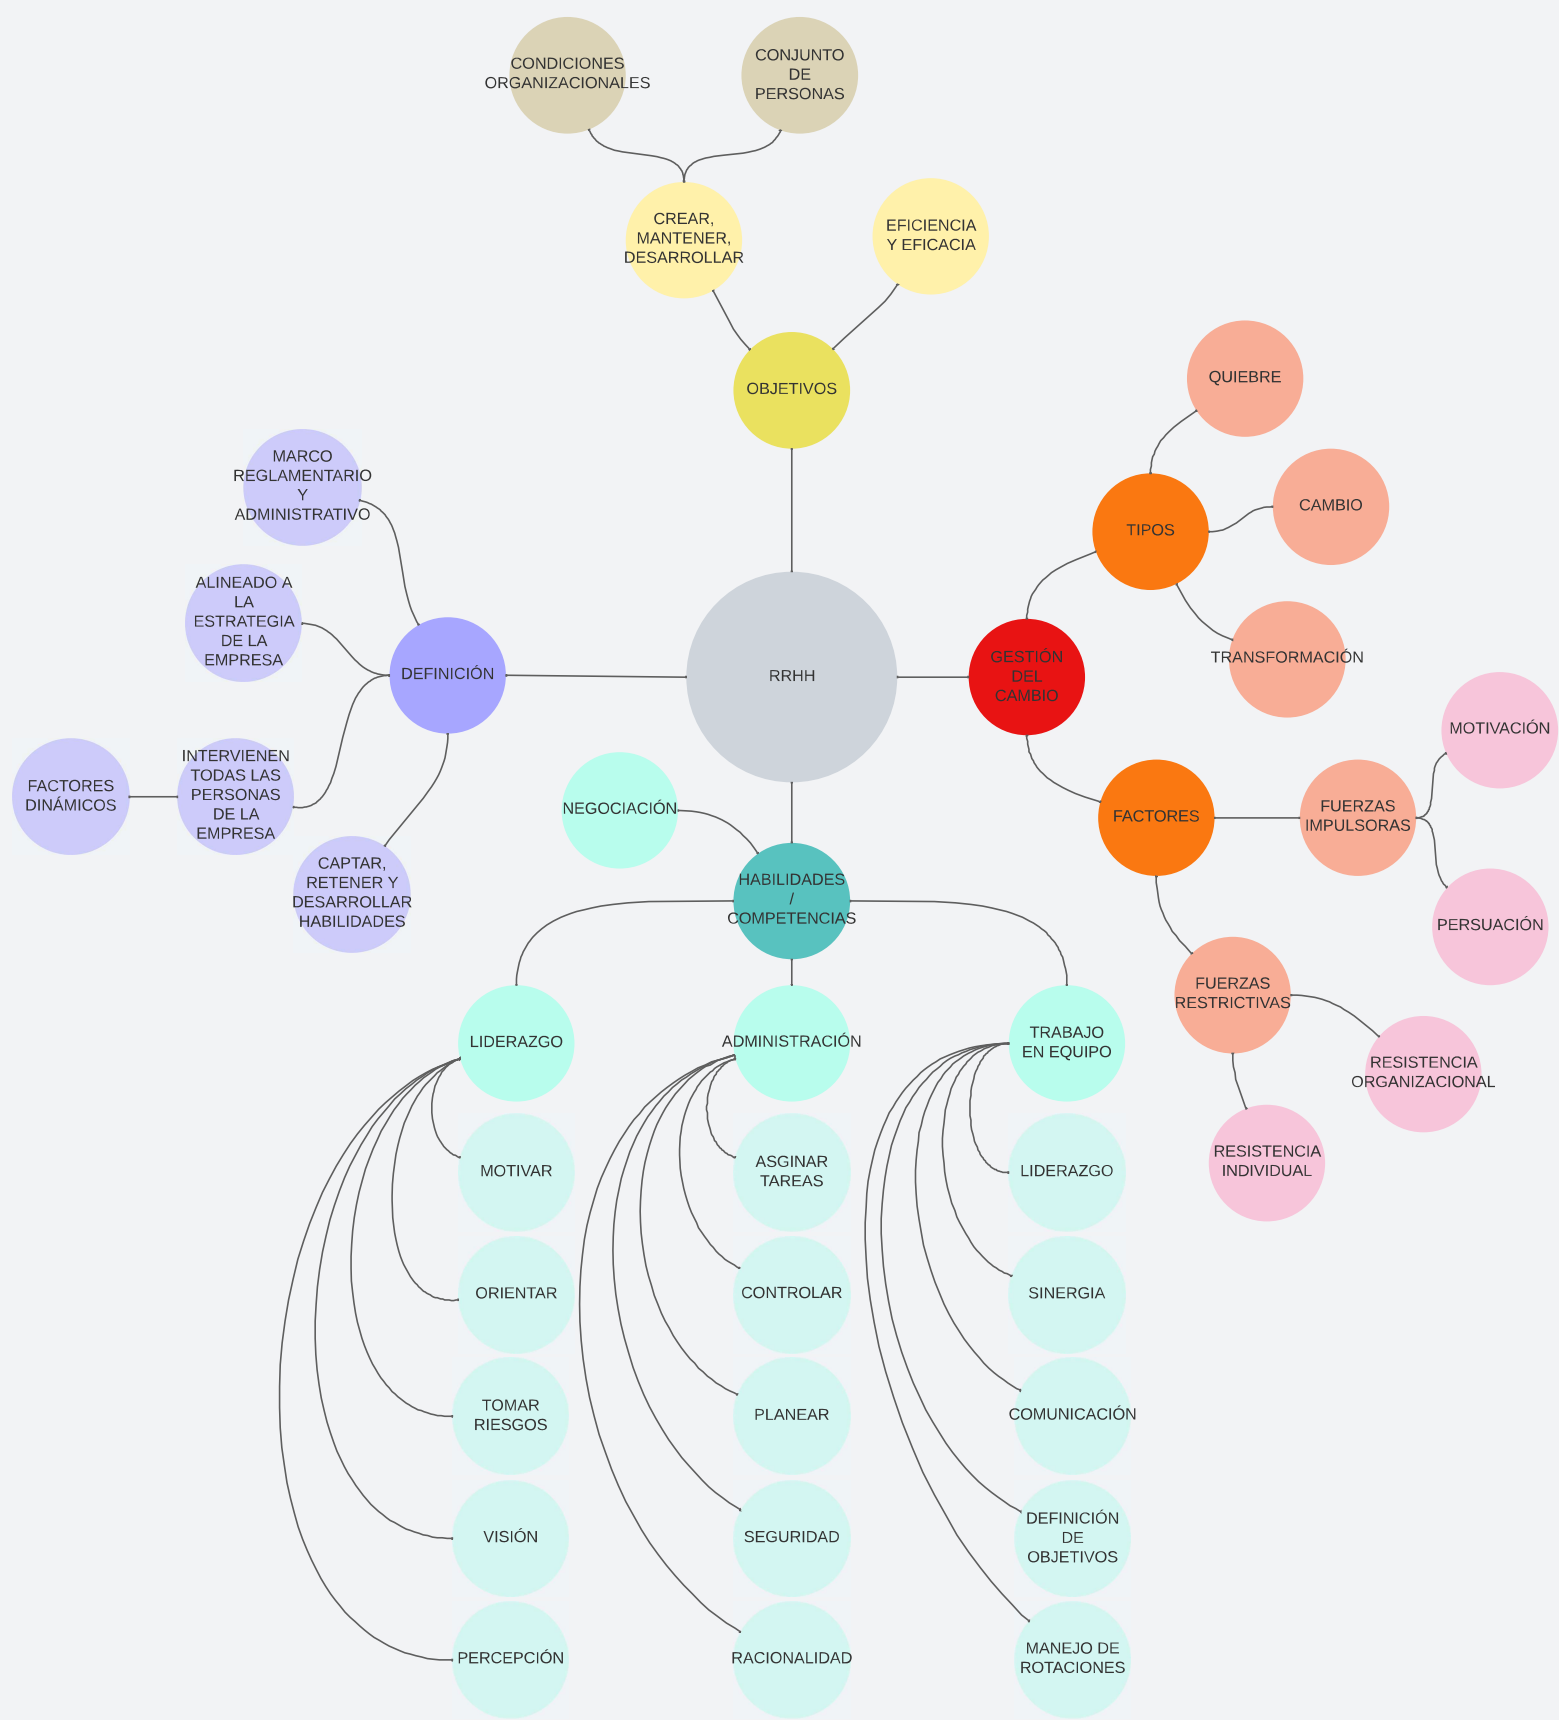 CONDICIONES
ORGANIZACIONALES
CONJUNTO
DE
PERSONAS
CREAR,
MANTENER,
DESARROLLAR
EFICIENCIA
Y EFICACIA
OBJETIVOS
QUIEBRE
CAMBIO
TIPOS
TRANSFORMACIÓN
MARCO
REGLAMENTARIO
Y
ADMINISTRATIVO
ALINEADO A
LA
ESTRATEGIA
DE LA
EMPRESA
DEFINICIÓN
RRHH
GESTIÓN
DEL
CAMBIO
FACTORES
DINÁMICOS
INTERVIENEN
TODAS LAS
PERSONAS
DE LA
EMPRESA
CAPTAR,
RETENER Y
DESARROLLAR
HABILIDADES
NEGOCIACIÓN
HABILIDADES
/
COMPETENCIAS
FACTORES
FUERZAS
IMPULSORAS
MOTIVACIÓN
PERSUACIÓN
FUERZAS
RESTRICTIVAS
RESISTENCIA
ORGANIZACIONAL
RESISTENCIA
INDIVIDUAL
LIDERAZGO
MOTIVAR
ORIENTAR
TOMAR
RIESGOS
VISIÓN
PERCEPCIÓN
ADMINISTRACIÓN
ASGINAR
TAREAS
CONTROLAR
PLANEAR
SEGURIDAD
RACIONALIDAD
TRABAJO
EN EQUIPO
LIDERAZGO
SINERGIA
COMUNICACIÓN
DEFINICIÓN
DE
OBJETIVOS
MANEJO DE
ROTACIONES